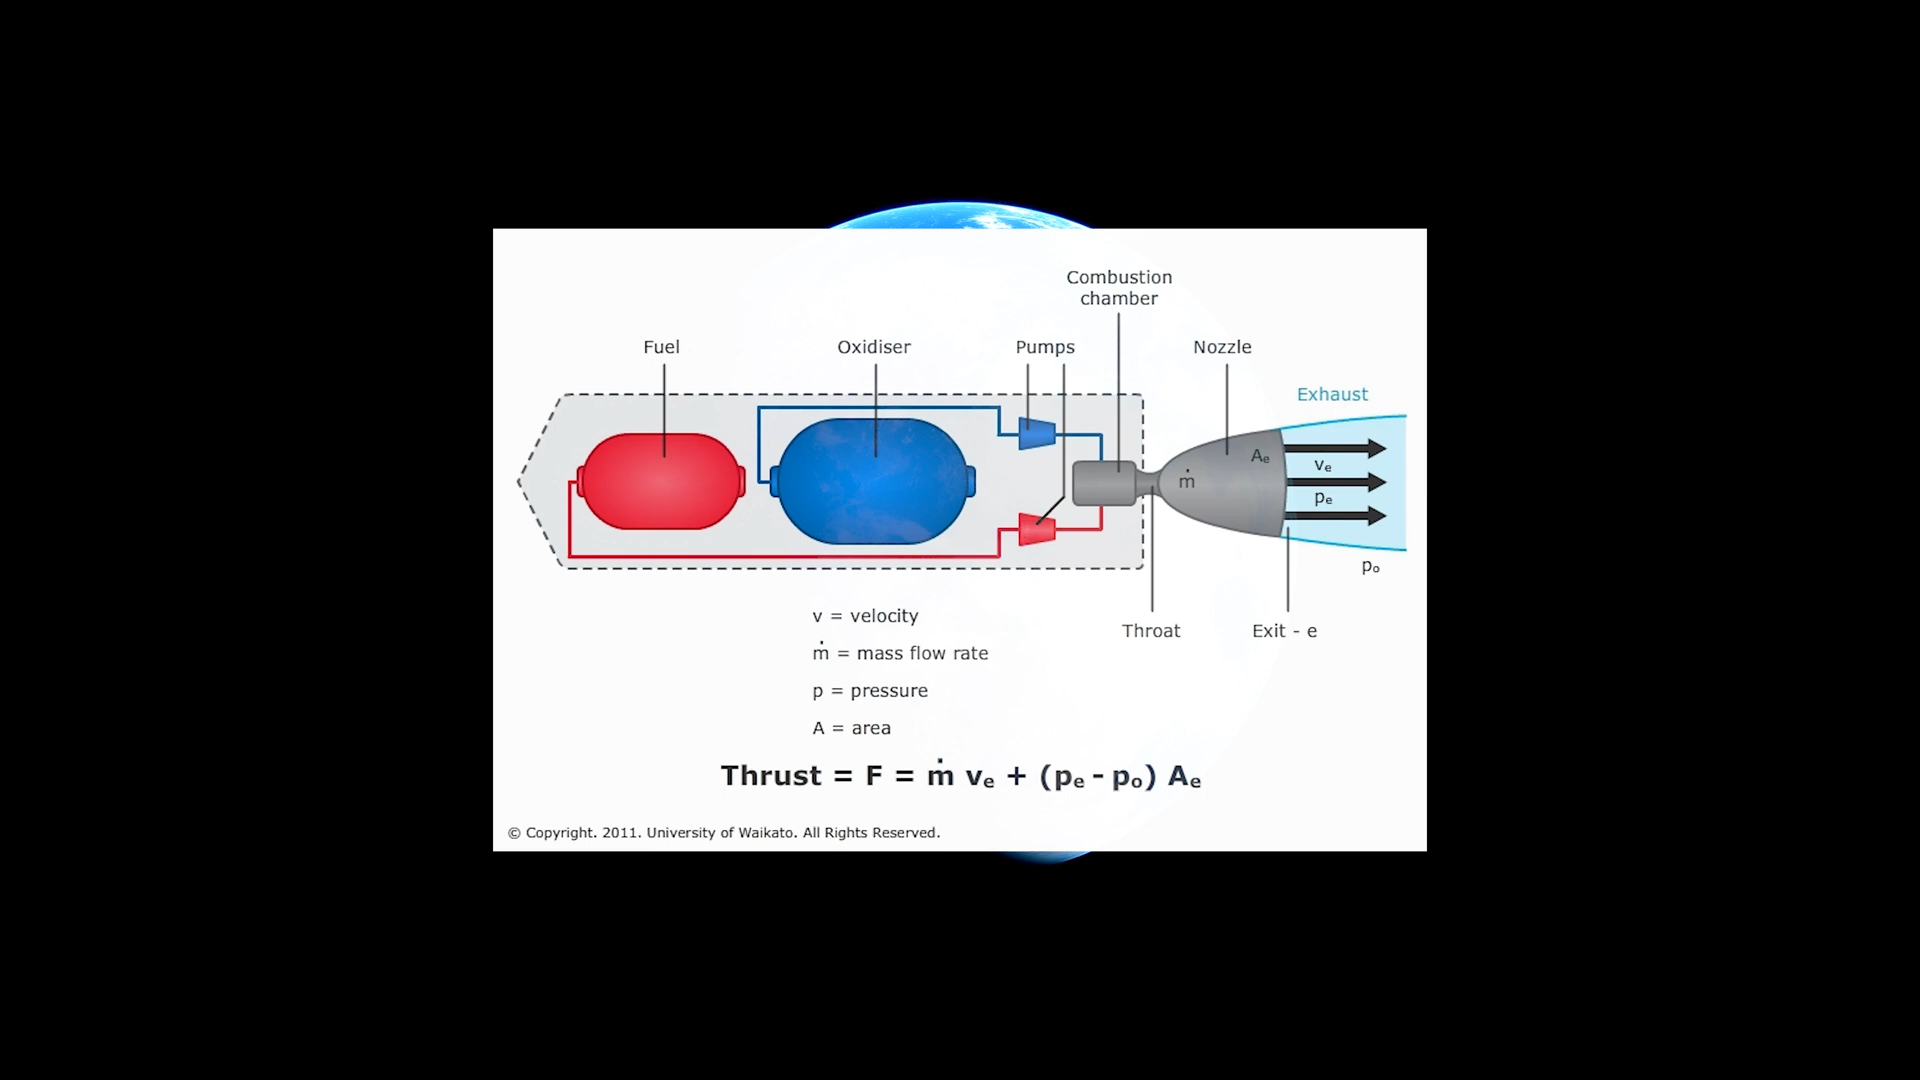 Combustion
chamber
Fuel
Oxidiser
Pumps
Nozzle
Exhaust
Aₑ
vₑ
ṁ
pₑ
pₒ
Throat
Exit - e
v = velocity
ṁ = mass flow rate
p = pressure
A = area
Thrust = F = ṁ vₑ + (pₑ - pₒ) Aₑ
© Copyright. 2011. University of Waikato. All Rights Reserved.